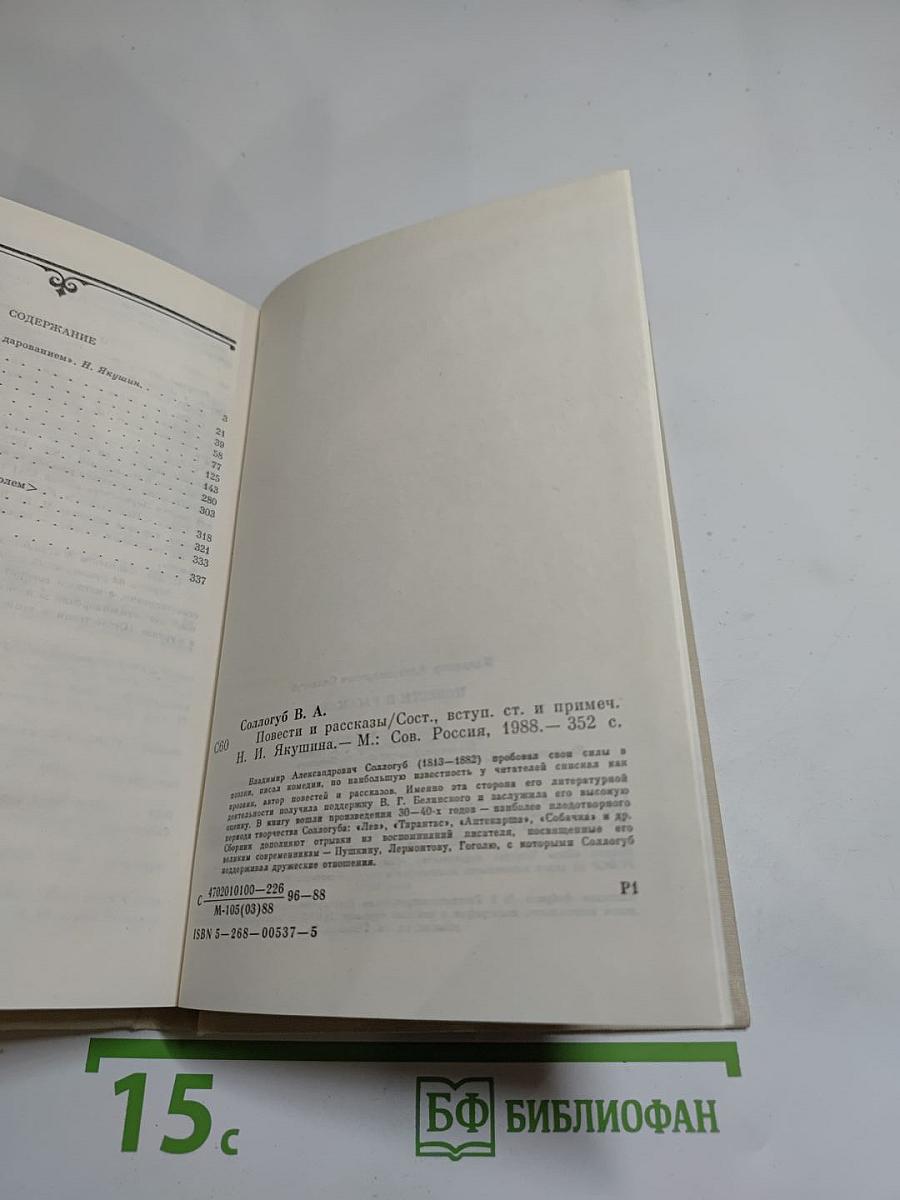 СОДЕРЖАНИЕ
дарованием». Н. Якушин.
3
21
39
58
77
125
143
280
303
318
321
333
337
Соллогуб В. А.
С60
Повести и рассказы/Сост., вступ. ст. и примеч.
Н. И. Якушина.— М.: Сов. Россия, 1988.— 352 с.
Владимир Александрович Соллогуб (1813—1882) пробовал свои силы в
поэзии, писал комедии, но наибольшую известность у читателей снискал как
прозаик, автор повестей и рассказов. Именно эта сторона его литературной
деятельности получила поддержку В. Г. Белинского и заслужила его высокую
оценку. В книгу вошли произведения 30—40-х годов — наиболее плодотворного
периода творчества Соллогуба: «Лев», «Тарантас», «Аптекарша», «Собачка» и др.
Сборник дополняют отрывки из воспоминаний писателя, посвященные его
великим современникам — Пушкину, Лермонтову, Гоголю, с которыми Соллогуб
поддерживал дружеские отношения.
С 4702010100—226 96—88
М-105(03)88
Р1
ISBN 5—268—00537—5
15 с
БФ БИБЛИОФАН